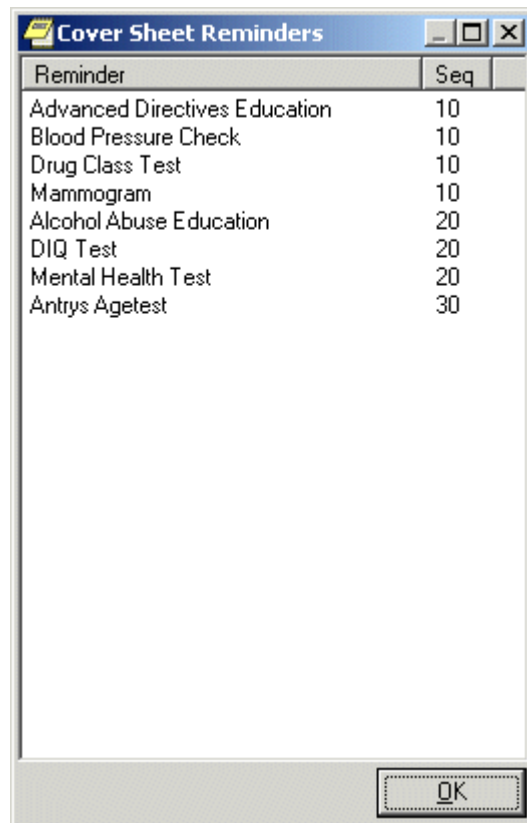 Cover Sheet Reminders
Reminder Seq
Advanced Directives Education 10
Blood Pressure Check 10
Drug Class Test 10
Mammogram 10
Alcohol Abuse Education 20
DIQ Test 20
Mental Health Test 20
Antrys Agetest 30
OK